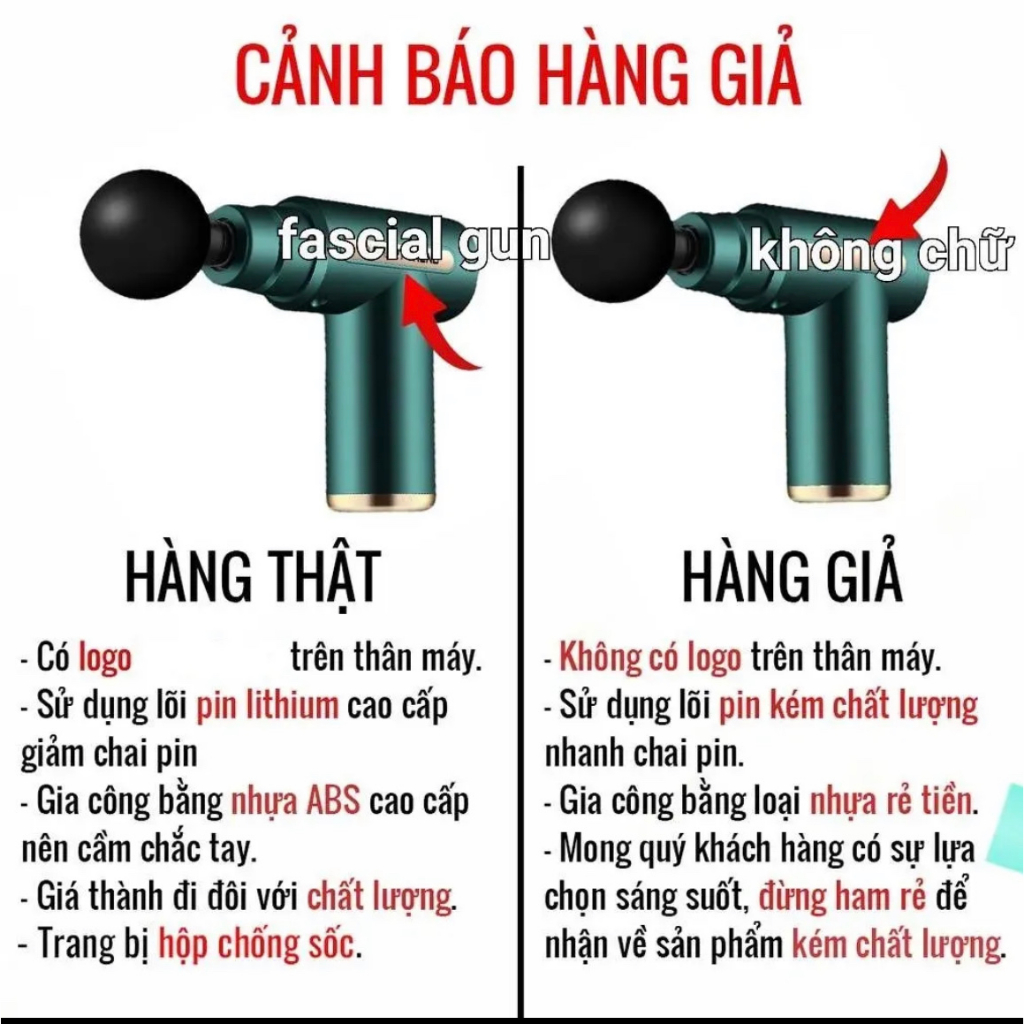 CẢNH BÁO HÀNG GIẢ
fascial gun
không chữ
HÀNG THẬT
- Có logo trên thân máy.
- Sử dụng lõi pin lithium cao cấp
giảm chai pin
- Gia công bằng nhựa ABS cao cấp
nên cầm chắc tay.
- Giá thành đi đôi với chất lượng.
- Trang bị hộp chống sốc.
HÀNG GIẢ
- Không có logo trên thân máy.
- Sử dụng lõi pin kém chất lượng
nhanh chai pin.
- Gia công bằng loại nhựa rẻ tiền.
- Mong quý khách hàng có sự lựa
chọn sáng suốt, đừng ham rẻ để
nhận về sản phẩm kém chất lượng.